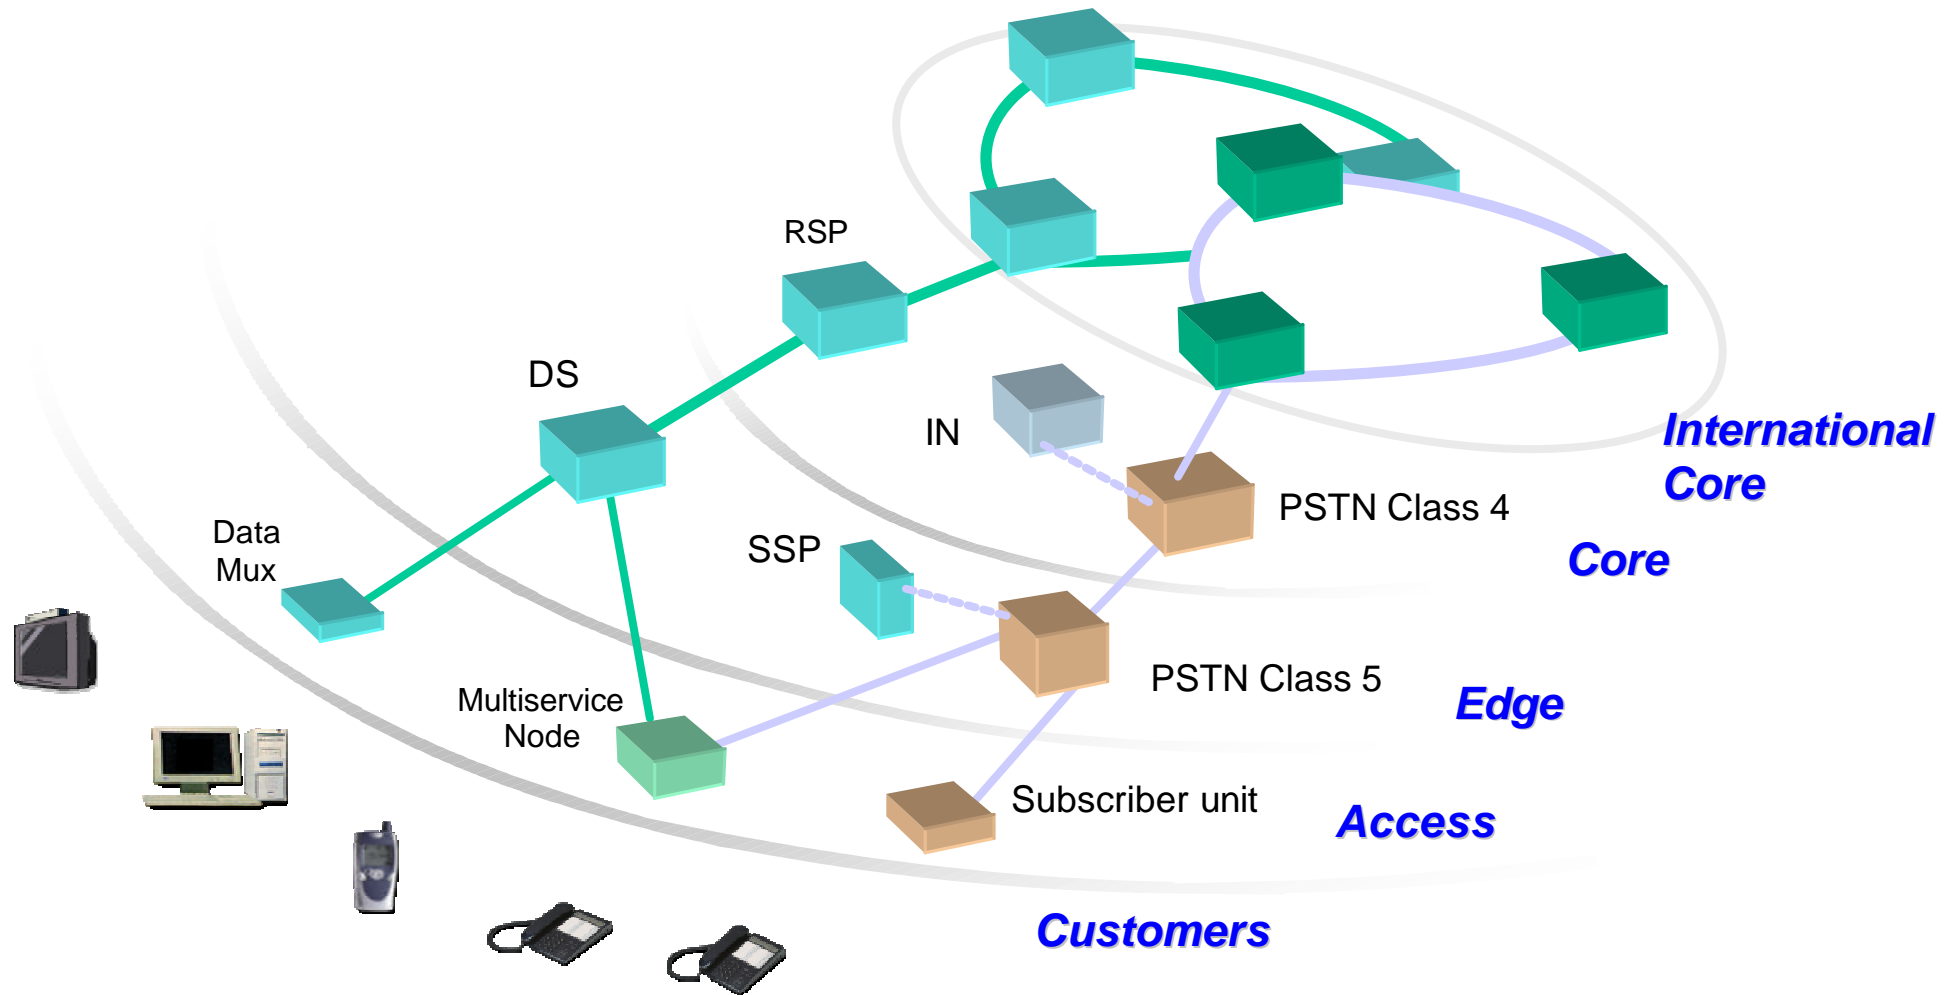 RSP
DS
IN
International
Core
PSTN Class 4
Data
Mux
SSP
Core
PSTN Class 5
Multiservice
Node
Edge
Subscriber unit
Access
Customers